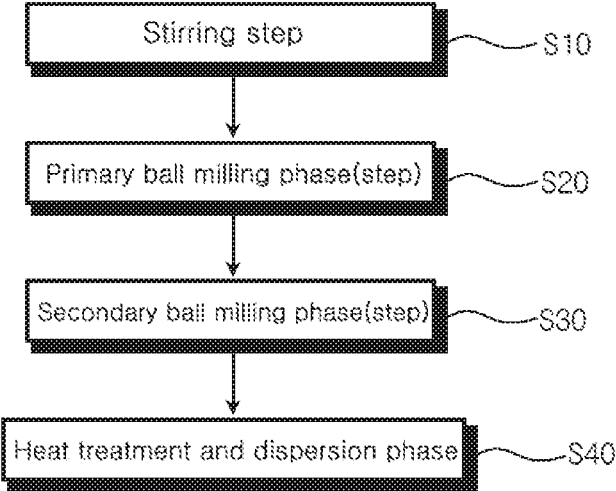 Stirring step
S10
Primary ball milling phase(step)
S20
Secondary ball milling phase(step)
S30
Heat treatment and dispersion phase
S40